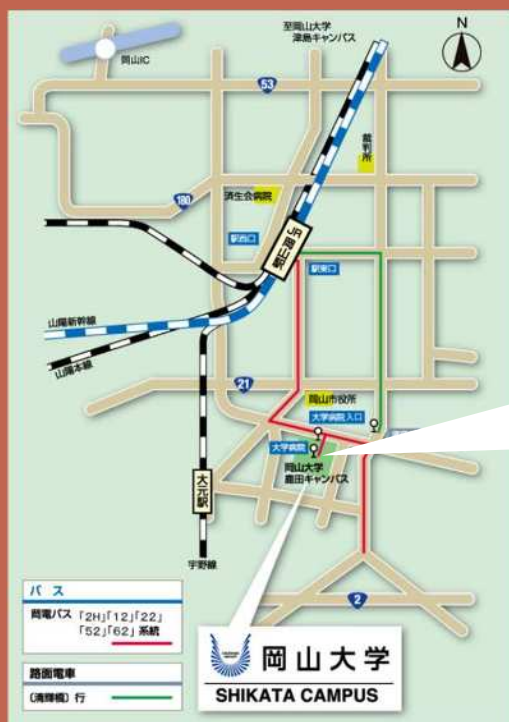 至岡山大学
津島キャンパス
N
岡山IC
53
裁判所
180
済生会病院
駅西口
JR岡山駅
駅東口
山陽新幹線
山陽本線
21
岡山市役所
大学病院入口
大学病院
岡山大学
鹿田キャンパス
大元駅
宇野線
2
バス
岡電バス「2H」「12」「22」
「52」「62」系統
路面電車
(清輝橋)行
岡山大学
SHIKATA CAMPUS